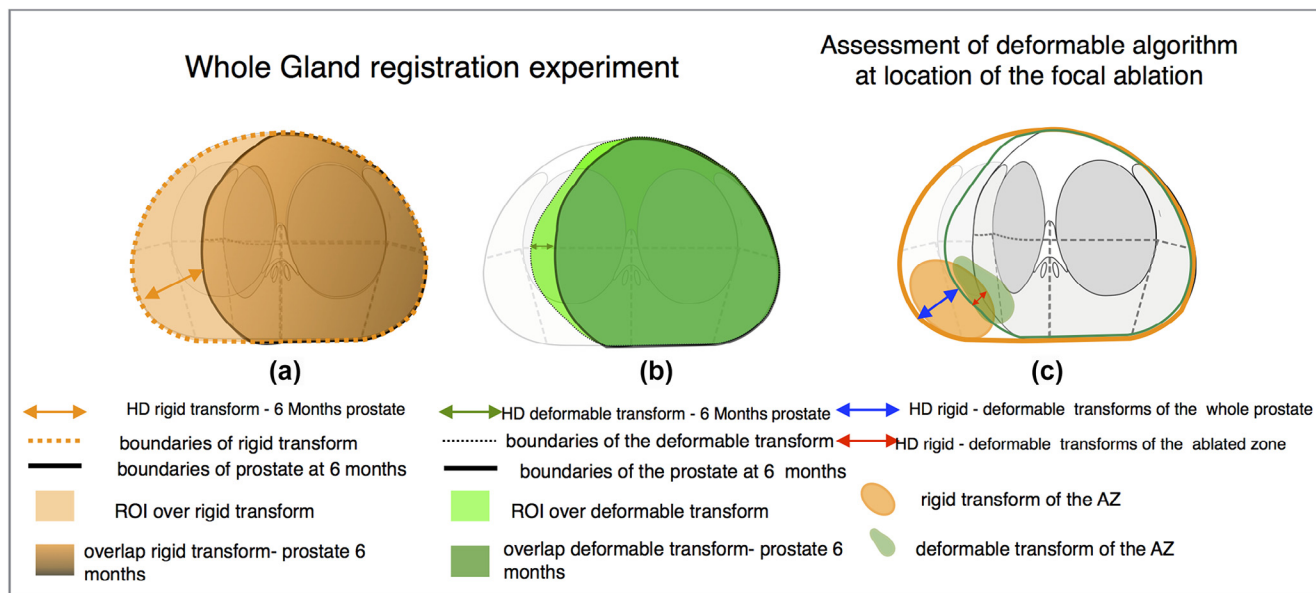 Whole Gland registration experiment
Assessment of deformable algorithm
at location of the focal ablation
(a)
(b)
(c)
HD rigid transform - 6 Months prostate
boundaries of rigid transform
boundaries of prostate at 6 months
ROI over rigid transform
overlap rigid transform- prostate 6
months
HD deformable transform - 6 Months prostate
boundaries of the deformable transform
boundaries of the prostate at 6 months
ROI over deformable transform
overlap deformable transform- prostate 6
months
HD rigid - deformable transforms of the whole prostate
HD rigid - deformable transforms of the ablated zone
rigid transform of the AZ
deformable transform of the AZ